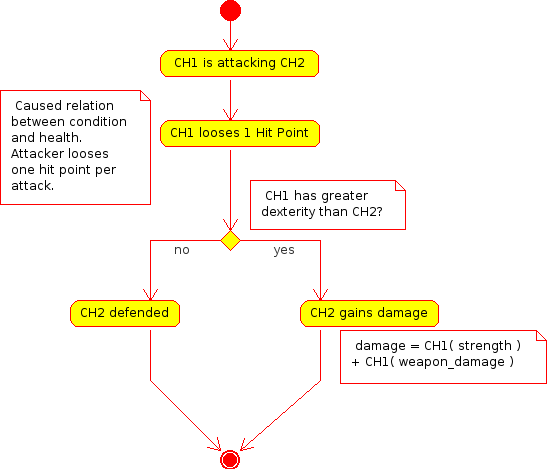 CH1 is attacking CH2
Caused relation
between condition
and health.
Attacker looses
one hit point per
attack.
CH1 looses 1 Hit Point
CH1 has greater
dexterity than CH2?
no
yes
CH2 defended
CH2 gains damage
damage = CH1( strength )
+ CH1( weapon_damage )